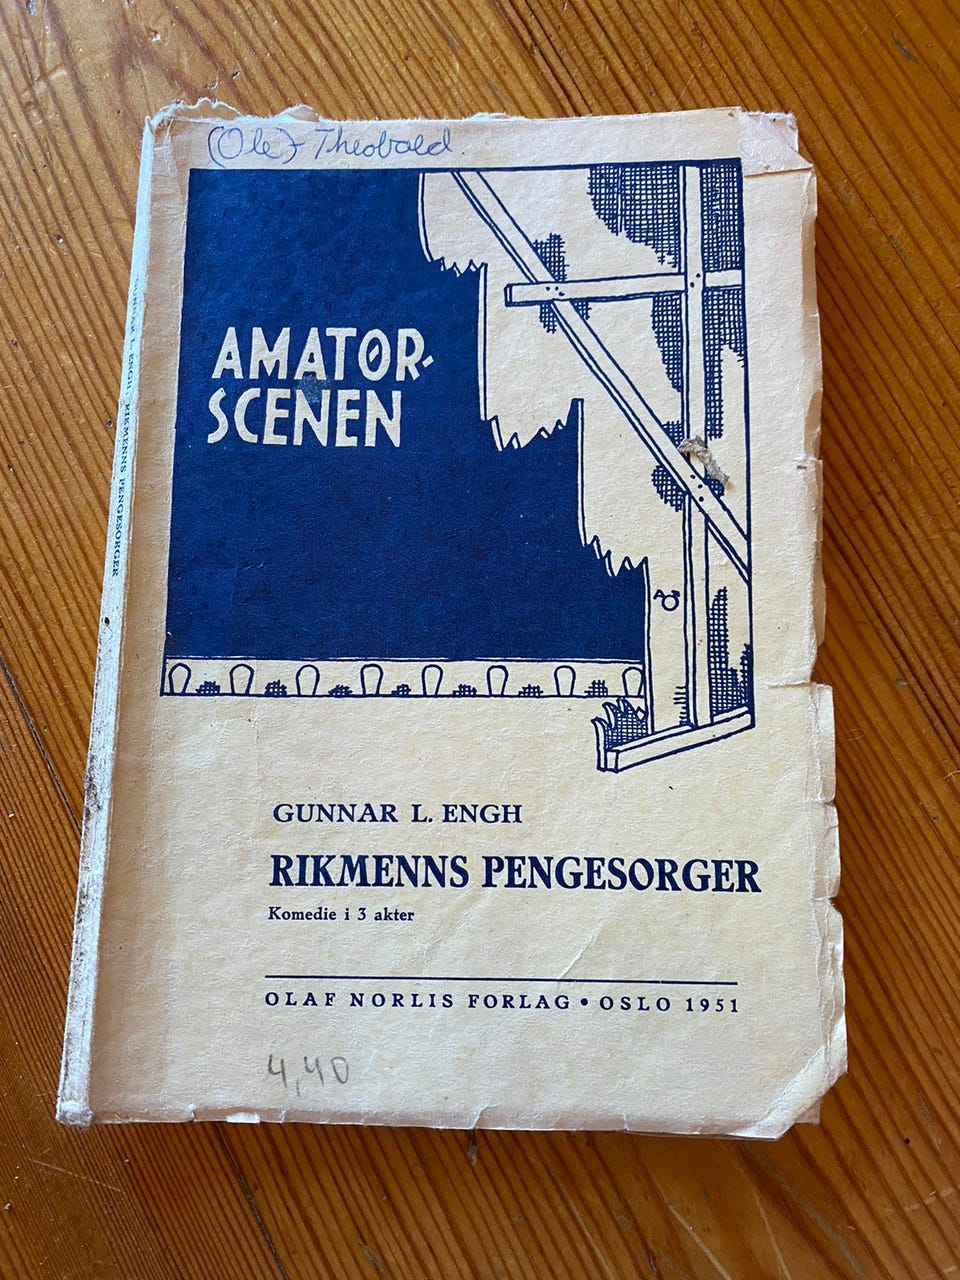 (Ole) Theobald.
AMATØR-
SCENEN
GUNNAR L. ENGH
RIKMENNS PENGESORGER
Komedie i 3 akter
OLAF NORLIS FORLAG • OSLO 1951
4,40
GUNNAR L. ENGH: RIKMENNS PENGESORGER